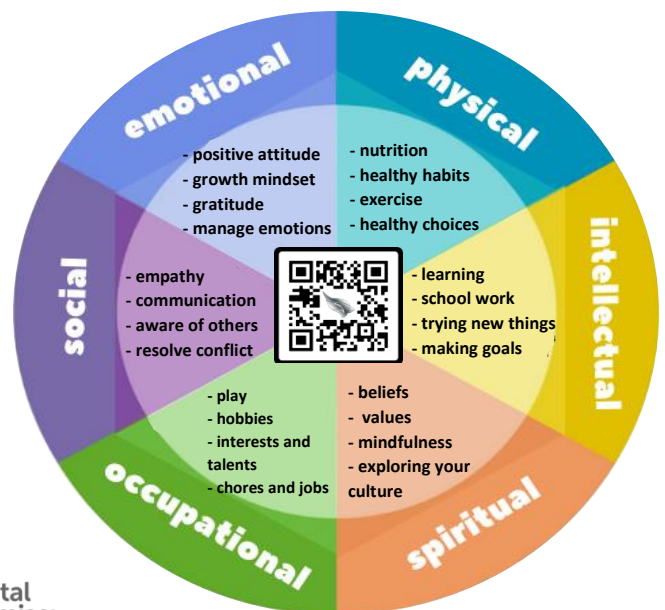 emotional
- positive attitude
- growth mindset
- gratitude
- manage emotions
physical
- nutrition
- healthy habits
- exercise
- healthy choices
social
- empathy
- communication
- aware of others
- resolve conflict
intellectual
- learning
- school work
- trying new things
- making goals
occupational
- play
- hobbies
- interests and
talents
- chores and jobs
spiritual
- beliefs
- values
- mindfulness
- exploring your
culture
tal